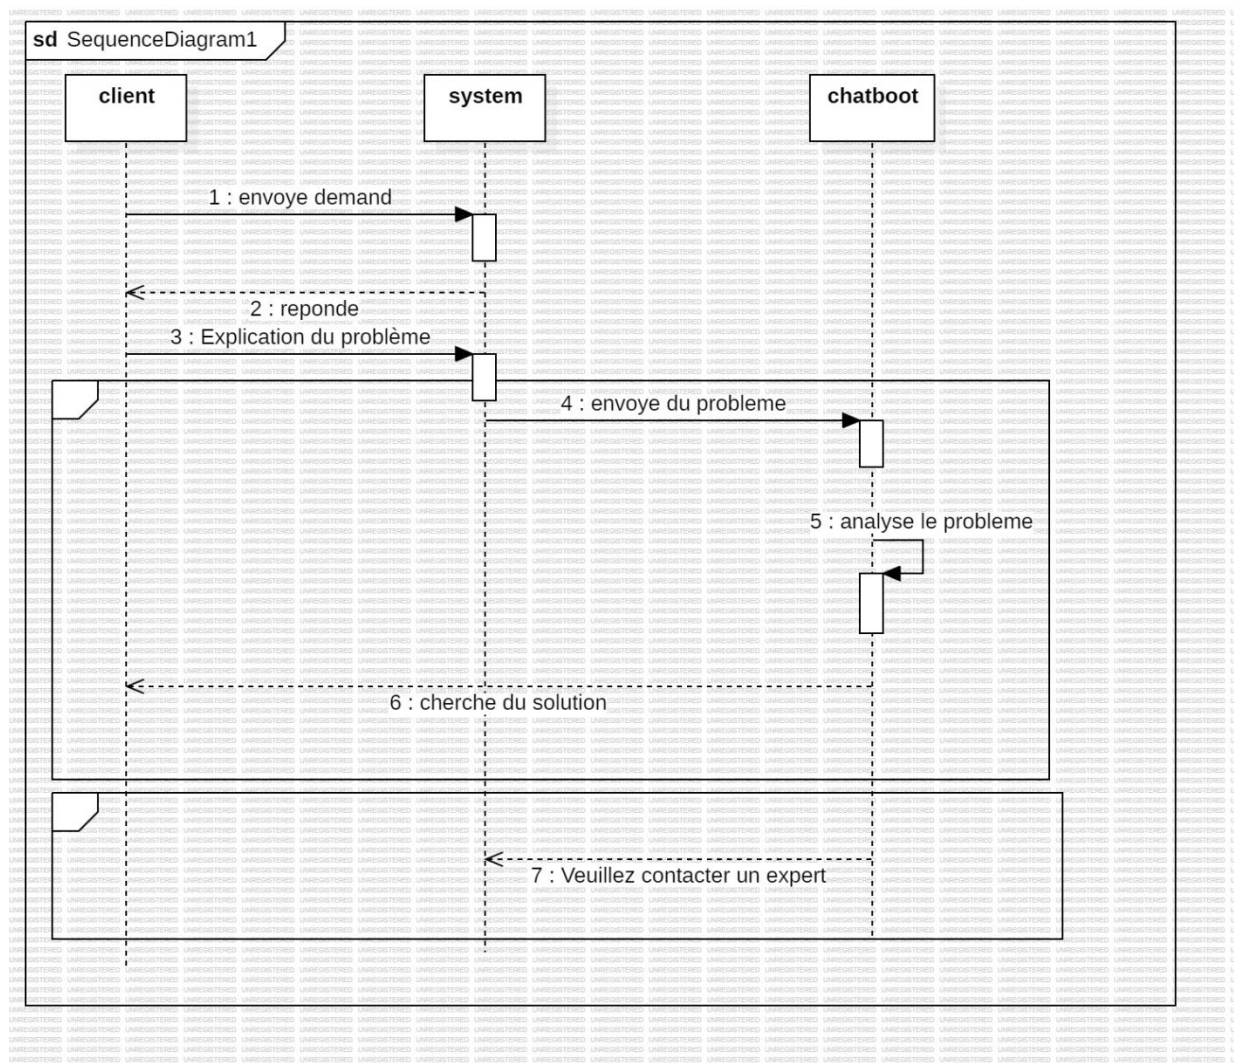 sd SequenceDiagram1
client
system
chatboot
1 : envoye demand
2 : reponde
3 : Explication du problème
4 : envoye du probleme
5 : analyse le probleme
6 : cherche du solution
7 : Veuillez contacter un expert
UNREGISTERED